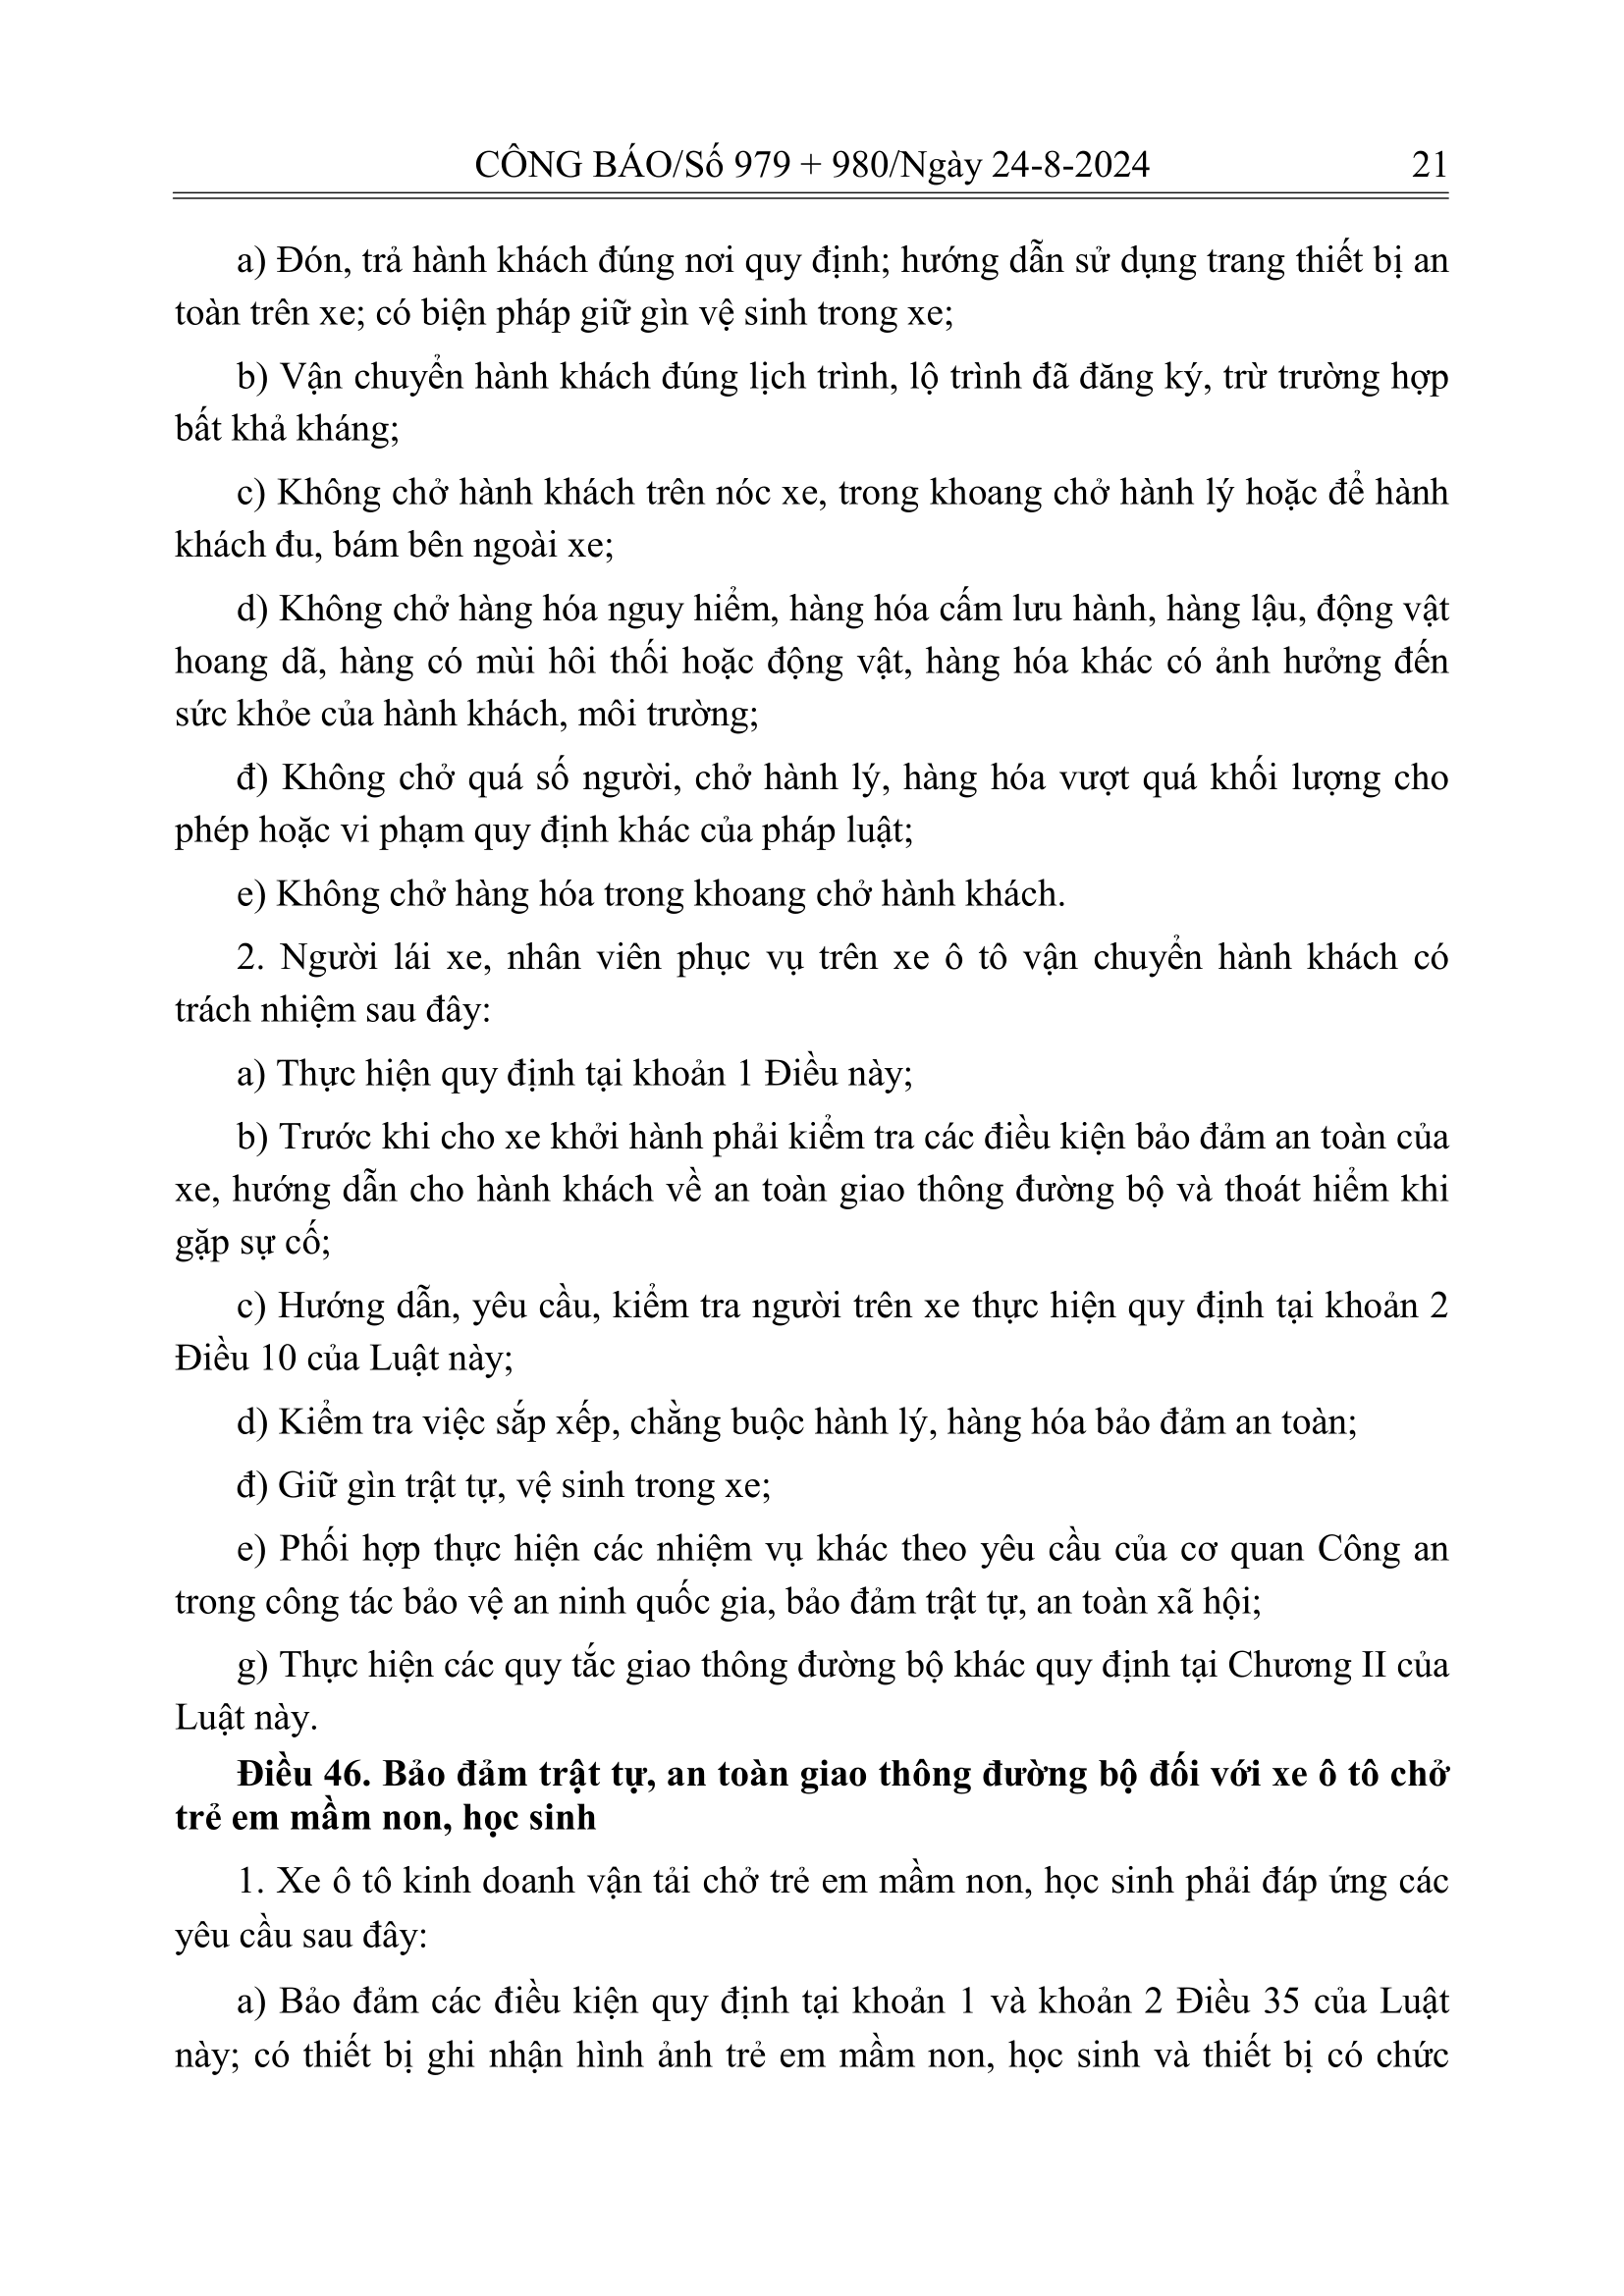 CÔNG BÁO/Số 979 + 980/Ngày 24-8-2024 21
a) Đón, trả hành khách đúng nơi quy định; hướng dẫn sử dụng trang thiết bị an
toàn trên xe; có biện pháp giữ gìn vệ sinh trong xe;
b) Vận chuyển hành khách đúng lịch trình, lộ trình đã đăng ký, trừ trường hợp
bất khả kháng;
c) Không chở hành khách trên nóc xe, trong khoang chở hành lý hoặc để hành
khách đu, bám bên ngoài xe;
d) Không chở hàng hóa nguy hiểm, hàng hóa cấm lưu hành, hàng lậu, động vật
hoang dã, hàng có mùi hôi thối hoặc động vật, hàng hóa khác có ảnh hưởng đến
sức khỏe của hành khách, môi trường;
đ) Không chở quá số người, chở hành lý, hàng hóa vượt quá khối lượng cho
phép hoặc vi phạm quy định khác của pháp luật;
e) Không chở hàng hóa trong khoang chở hành khách.
2. Người lái xe, nhân viên phục vụ trên xe ô tô vận chuyển hành khách có
trách nhiệm sau đây:
a) Thực hiện quy định tại khoản 1 Điều này;
b) Trước khi cho xe khởi hành phải kiểm tra các điều kiện bảo đảm an toàn của
xe, hướng dẫn cho hành khách về an toàn giao thông đường bộ và thoát hiểm khi
gặp sự cố;
c) Hướng dẫn, yêu cầu, kiểm tra người trên xe thực hiện quy định tại khoản 2
Điều 10 của Luật này;
d) Kiểm tra việc sắp xếp, chằng buộc hành lý, hàng hóa bảo đảm an toàn;
đ) Giữ gìn trật tự, vệ sinh trong xe;
e) Phối hợp thực hiện các nhiệm vụ khác theo yêu cầu của cơ quan Công an
trong công tác bảo vệ an ninh quốc gia, bảo đảm trật tự, an toàn xã hội;
g) Thực hiện các quy tắc giao thông đường bộ khác quy định tại Chương II của
Luật này.
Điều 46. Bảo đảm trật tự, an toàn giao thông đường bộ đối với xe ô tô chở
trẻ em mầm non, học sinh
1. Xe ô tô kinh doanh vận tải chở trẻ em mầm non, học sinh phải đáp ứng các
yêu cầu sau đây:
a) Bảo đảm các điều kiện quy định tại khoản 1 và khoản 2 Điều 35 của Luật
này; có thiết bị ghi nhận hình ảnh trẻ em mầm non, học sinh và thiết bị có chức